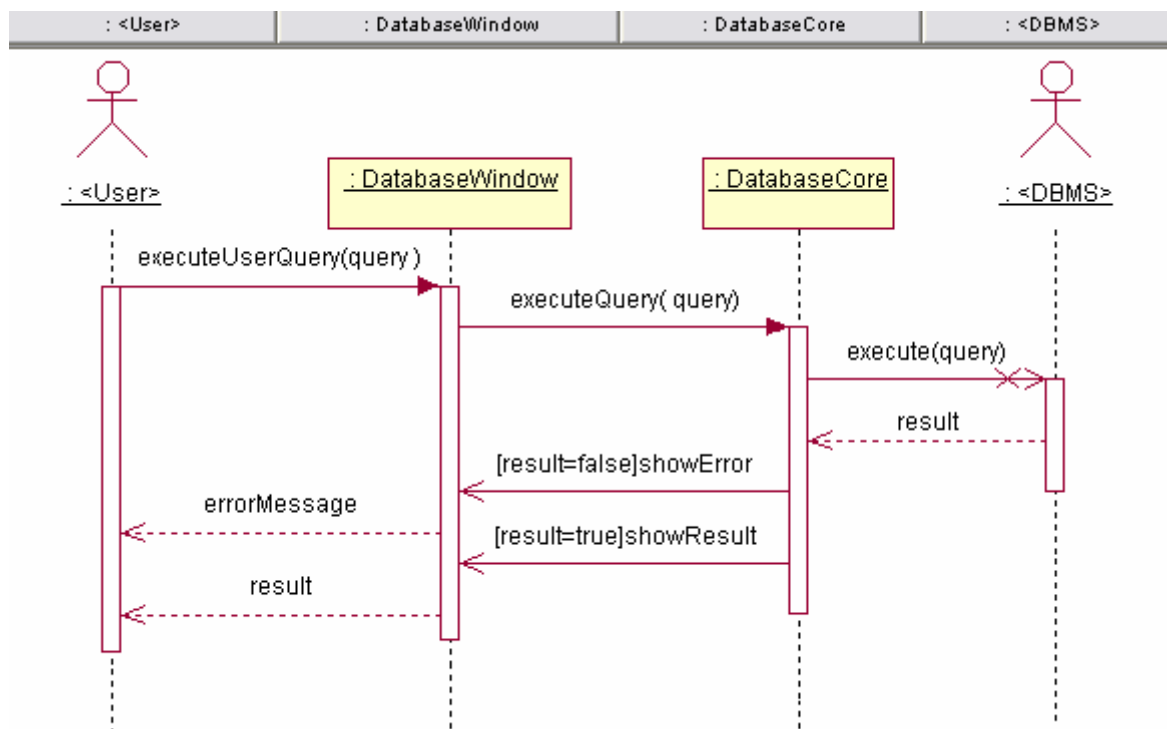 : <User>
: DatabaseWindow
: DatabaseCore
: <DBMS>
: <User>
: DatabaseWindow
: DatabaseCore
: <DBMS>
executeUserQuery(query )
executeQuery( query)
execute(query)
result
[result=false]showError
errorMessage
[result=true]showResult
result